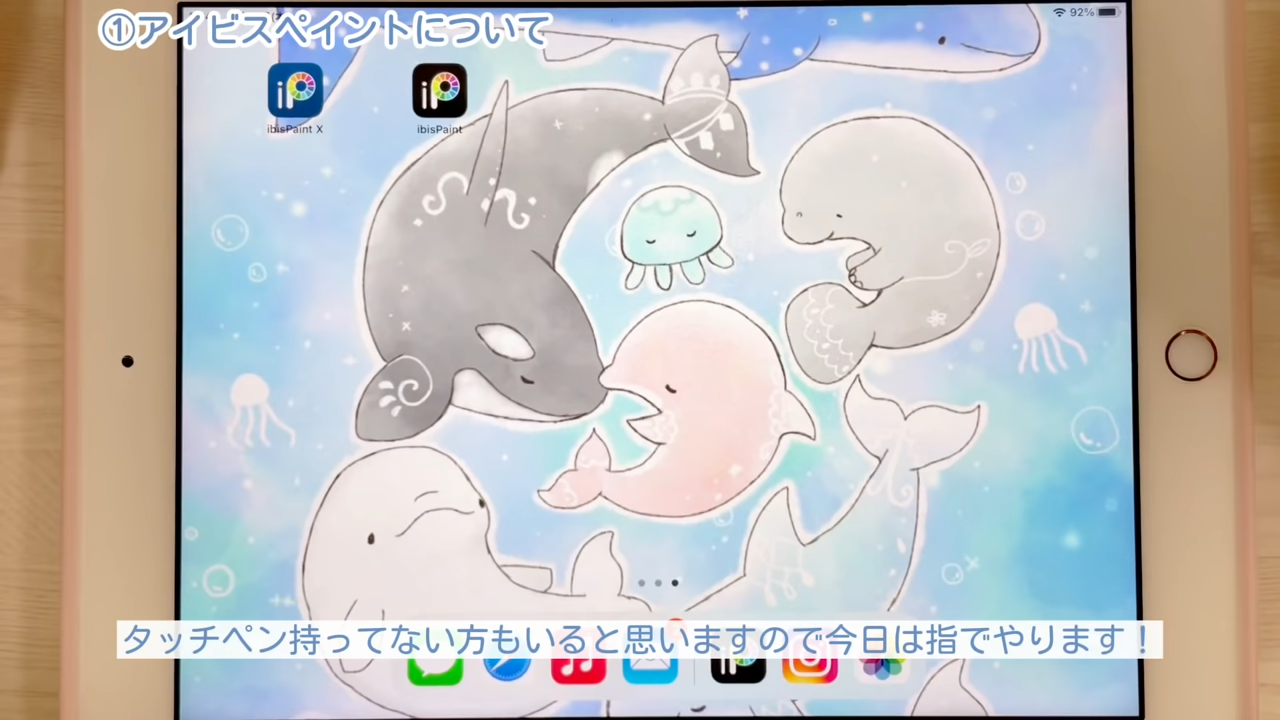 ①アイビスペイントについて
92%
iP
iP
ibisPaint X
ibisPaint
タッチペン持ってない方もいると思いますので今日は指でやります！